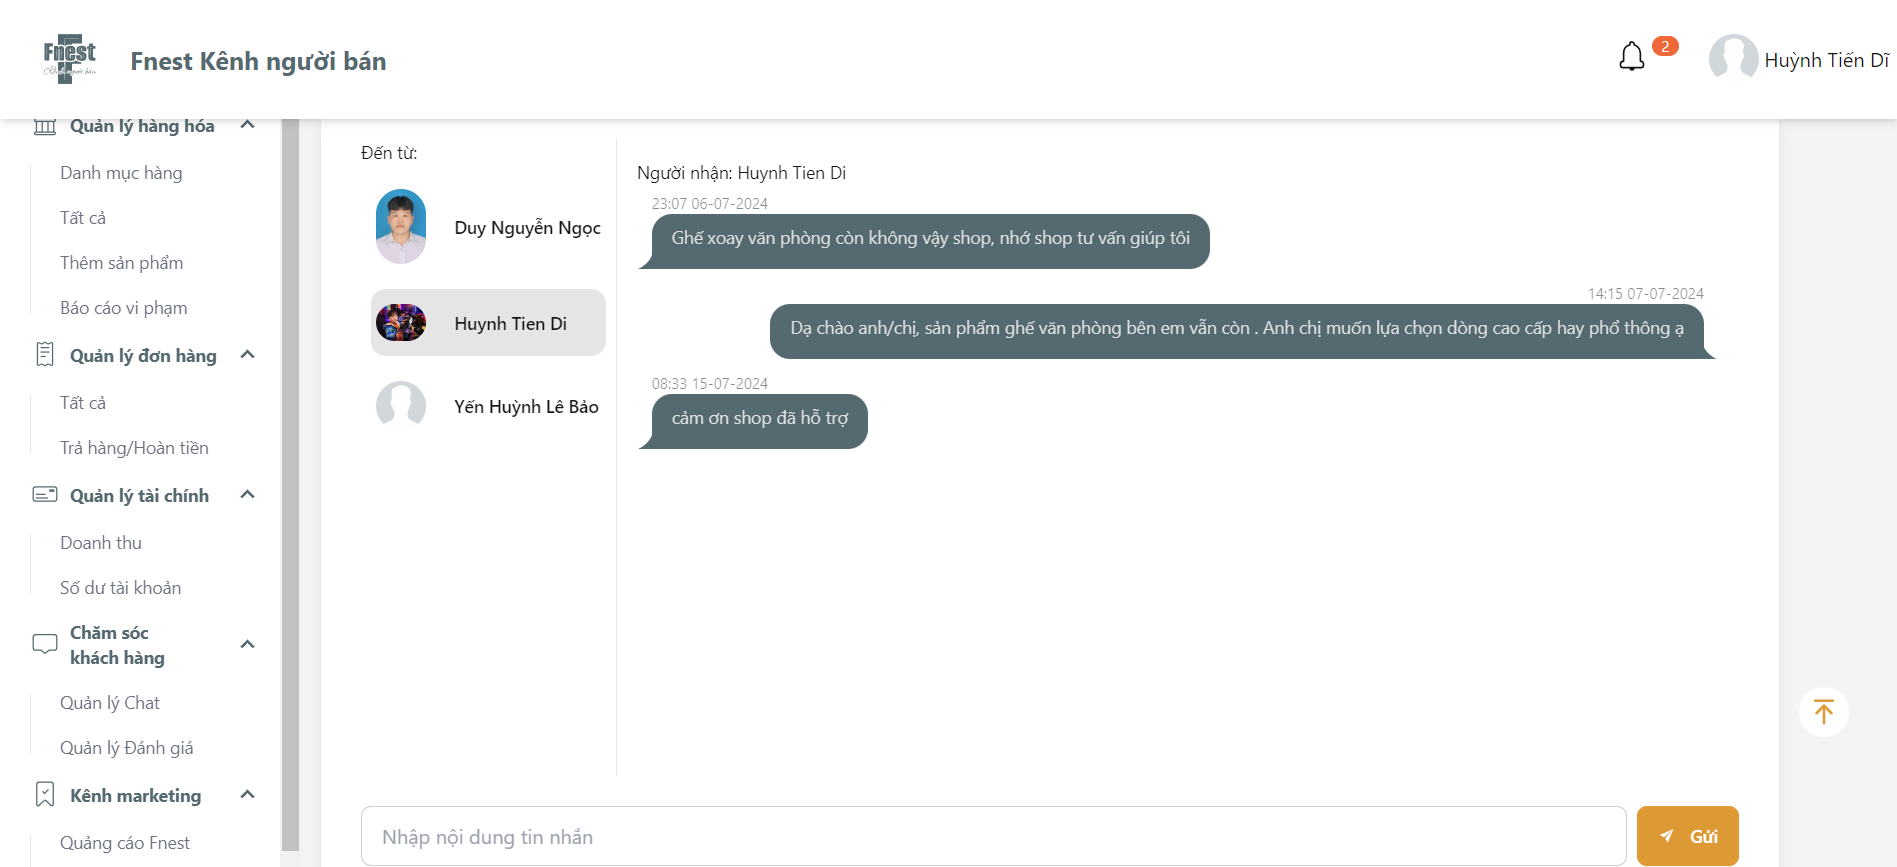 Fnest
Kênh người bán
Fnest Kênh người bán
2
Huỳnh Tiến Dĩ
Quản lý hàng hóa
Danh mục hàng
Tất cả
Thêm sản phẩm
Báo cáo vi phạm
Quản lý đơn hàng
Tất cả
Trả hàng/Hoàn tiền
Quản lý tài chính
Doanh thu
Số dư tài khoản
Chăm sóc
khách hàng
Quản lý Chat
Quản lý Đánh giá
Kênh marketing
Quảng cáo Fnest
Đến từ:
Duy Nguyễn Ngọc
Huynh Tien Di
Yến Huỳnh Lê Bảo
Người nhận: Huynh Tien Di
23:07 06-07-2024
Ghế xoay văn phòng còn không vậy shop, nhớ shop tư vấn giúp tôi
14:15 07-07-2024
Dạ chào anh/chị, sản phẩm ghế văn phòng bên em vẫn còn . Anh chị muốn lựa chọn dòng cao cấp hay phổ thông ạ
08:33 15-07-2024
cảm ơn shop đã hỗ trợ
Nhập nội dung tin nhắn
Gửi